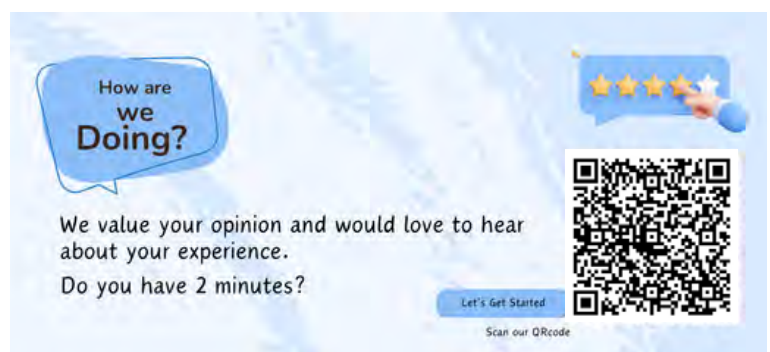 How are
we
Doing?
We value your opinion and would love to hear
about your experience.
Do you have 2 minutes?
Let's Get Started
Scan our QRcode